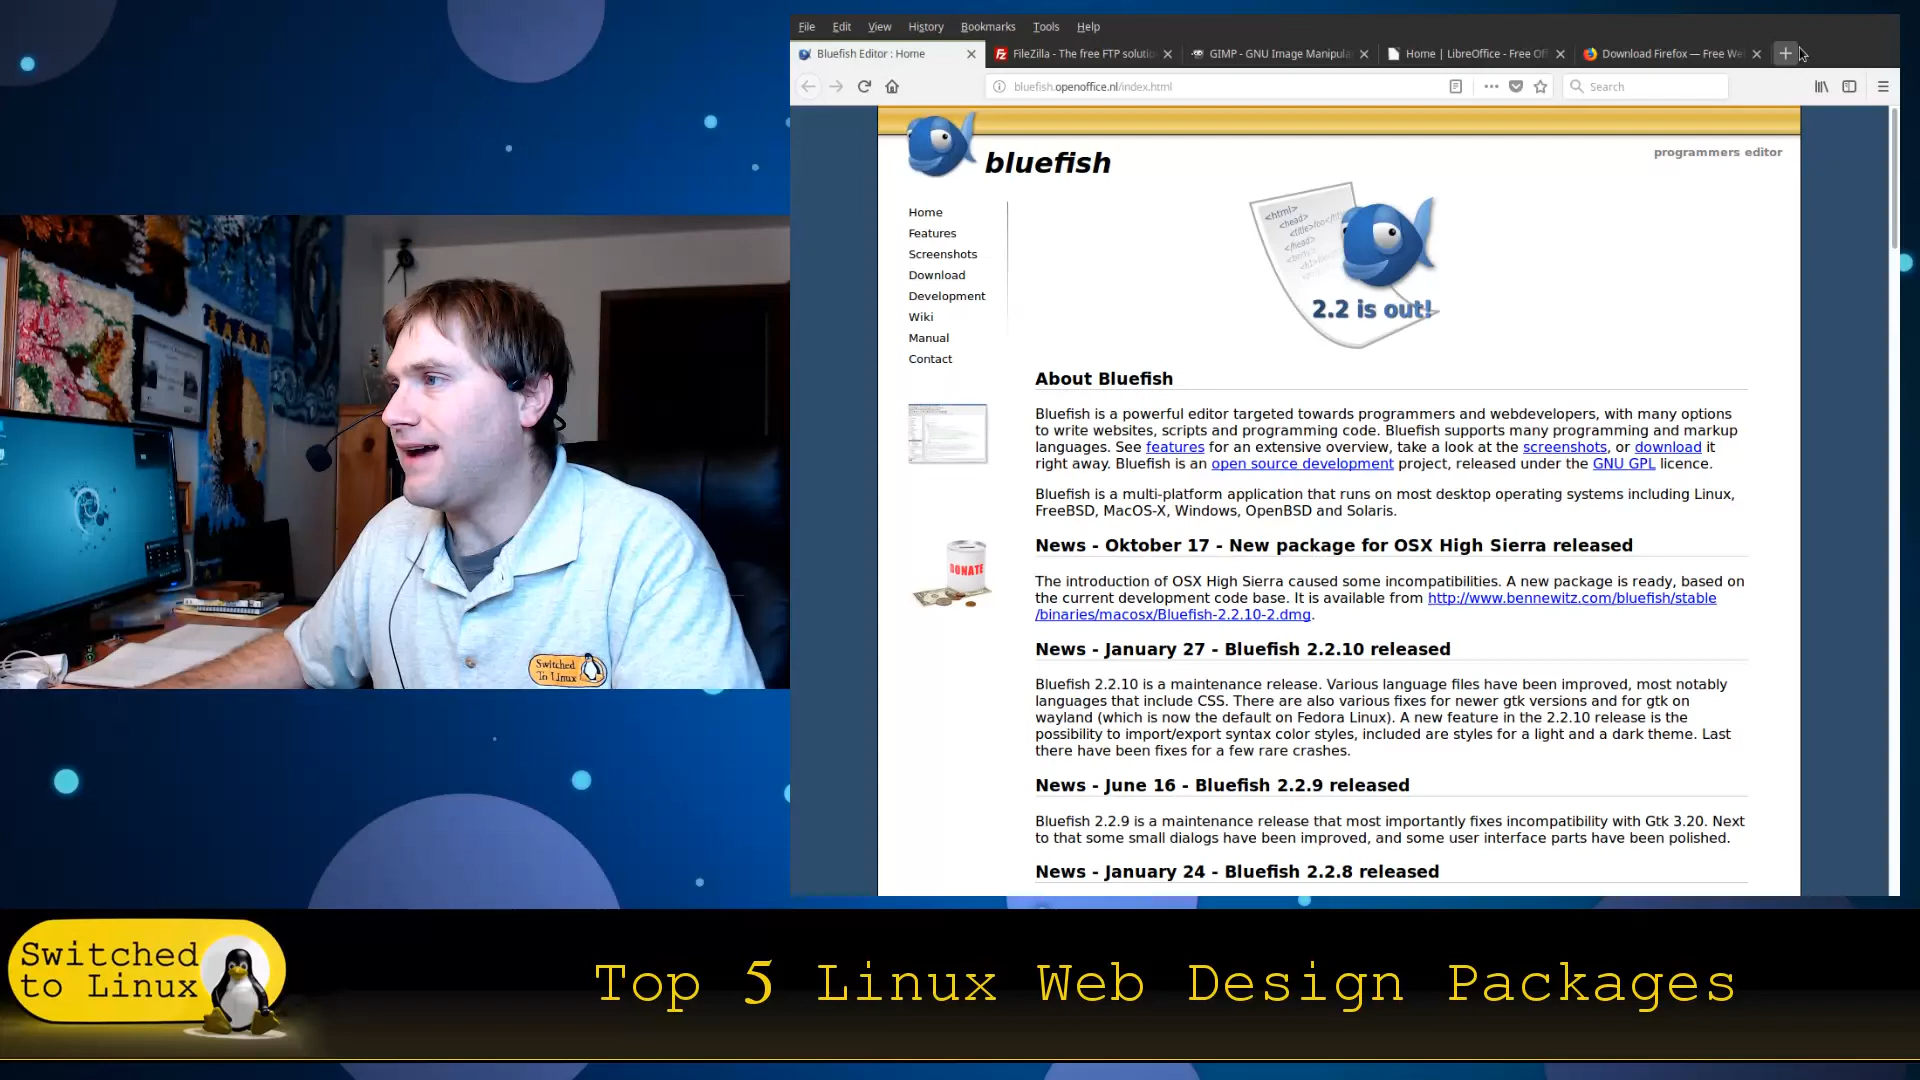 File Edit View History Bookmarks Tools Help
Bluefish Editor : Home
FileZilla - The free FTP solutio
GIMP - GNU Image Manipula
Home | LibreOffice - Free Of
Download Firefox — Free We
bluefish.openoffice.nl/index.html
Search
bluefish
programmers editor
Home
Features
Screenshots
Download
Development
Wiki
Manual
Contact
DONATE
<html>
<head>
2.2 is out!
About Bluefish
Bluefish is a powerful editor targeted towards programmers and webdevelopers, with many options
to write websites, scripts and programming code. Bluefish supports many programming and markup
languages. See features for an extensive overview, take a look at the screenshots, or download it
right away. Bluefish is an open source development project, released under the GNU GPL licence.
Bluefish is a multi-platform application that runs on most desktop operating systems including Linux,
FreeBSD, MacOS-X, Windows, OpenBSD and Solaris.
News - Oktober 17 - New package for OSX High Sierra released
The introduction of OSX High Sierra caused some incompatibilities. A new package is ready, based on
the current development code base. It is available from http://www.bennewitz.com/bluefish/stable
/binaries/macosx/Bluefish-2.2.10-2.dmg.
News - January 27 - Bluefish 2.2.10 released
Bluefish 2.2.10 is a maintenance release. Various language files have been improved, most notably
languages that include CSS. There are also various fixes for newer gtk versions and for gtk on
wayland (which is now the default on Fedora Linux). A new feature in the 2.2.10 release is the
possibility to import/export syntax color styles, included are styles for a light and a dark theme. Last
there have been fixes for a few rare crashes.
News - June 16 - Bluefish 2.2.9 released
Bluefish 2.2.9 is a maintenance release that most importantly fixes incompatibility with Gtk 3.20. Next
to that some small dialogs have been improved, and some user interface parts have been polished.
News - January 24 - Bluefish 2.2.8 released
Switched
To Linux
Switched
to Linux
Top 5 Linux Web Design Packages